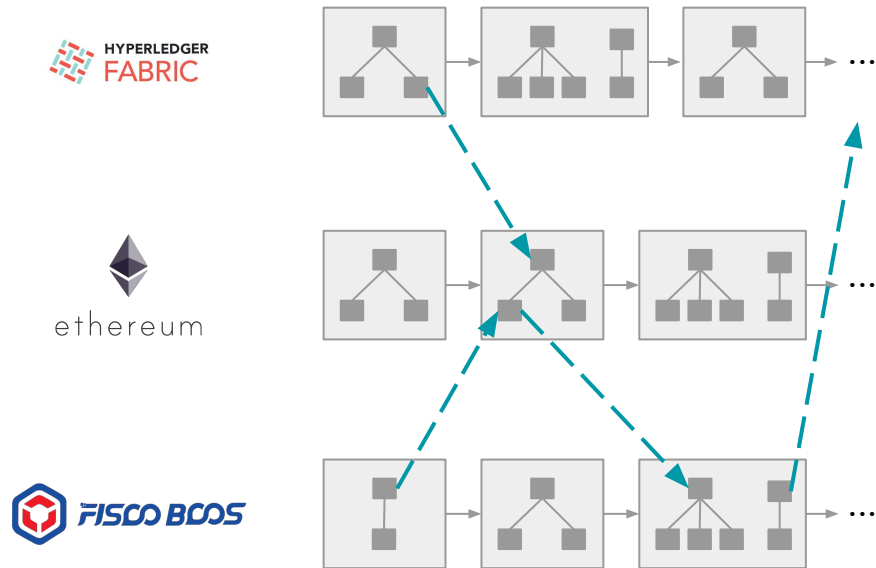 HYPERLEDGER
FABRIC
...
ethereum
...
FISCO BCOS
...